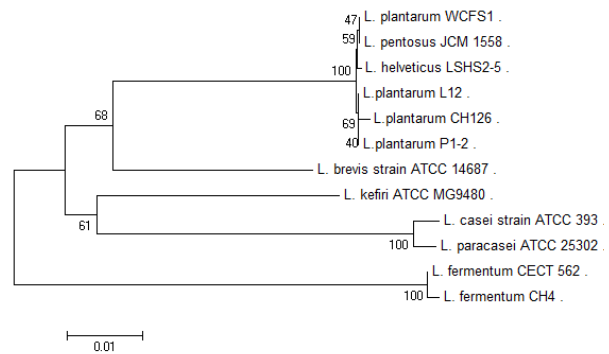 47
L. plantarum WCFS1 .
59
L. pentosus JCM 1558 .
100
L. helveticus LSHS2-5 .
L.plantarum L12 .
68
L.plantarum CH126 .
69
40
L.plantarum P1-2 .
L. brevis strain ATCC 14687 .
L. kefiri ATCC MG9480 .
61
L. casei strain ATCC 393 .
100
L. paracasei ATCC 25302 .
L. fermentum CECT 562 .
100
L. fermentum CH4 .
0.01